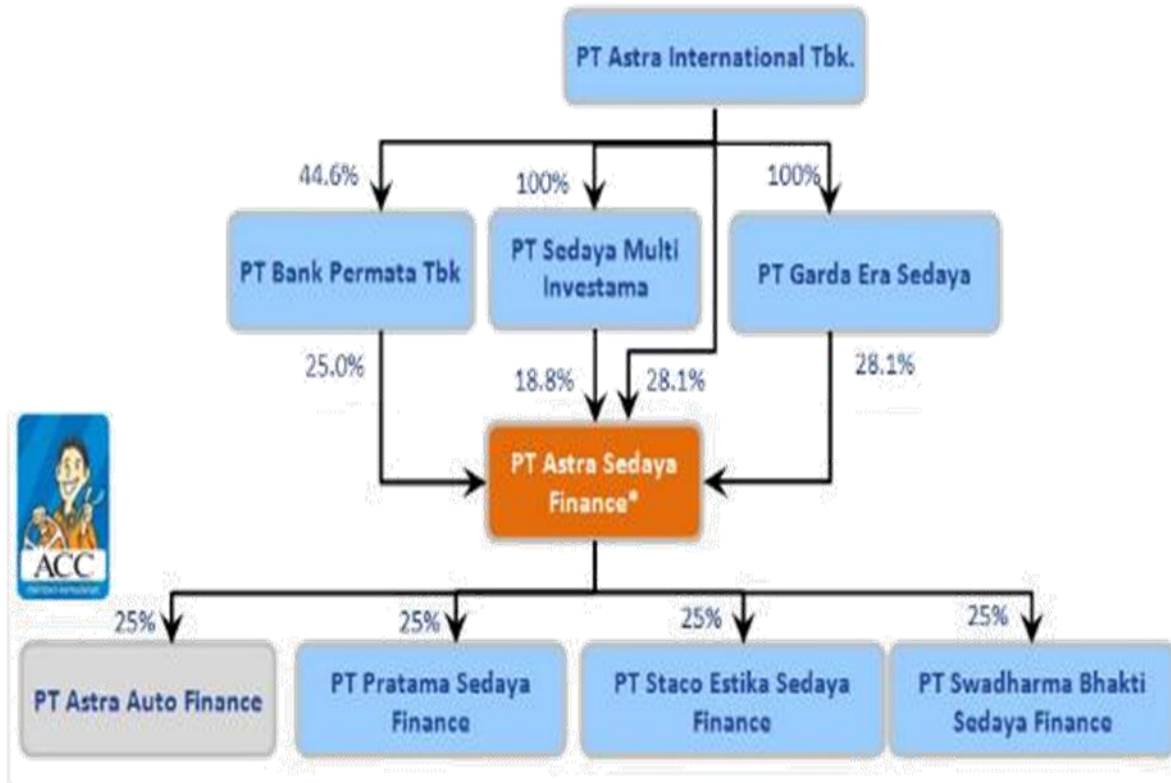 PT Astra International Tbk.
44.6%
100%
100%
PT Bank Permata Tbk
PT Sedaya Multi
Investama
PT Garda Era Sedaya
25.0%
18.8%
28.1%
28.1%
PT Astra Sedaya
Finance*
ACC
25%
25%
25%
25%
PT Astra Auto Finance
PT Pratama Sedaya
Finance
PT Staco Estika Sedaya
Finance
PT Swadharma Bhakti
Sedaya Finance